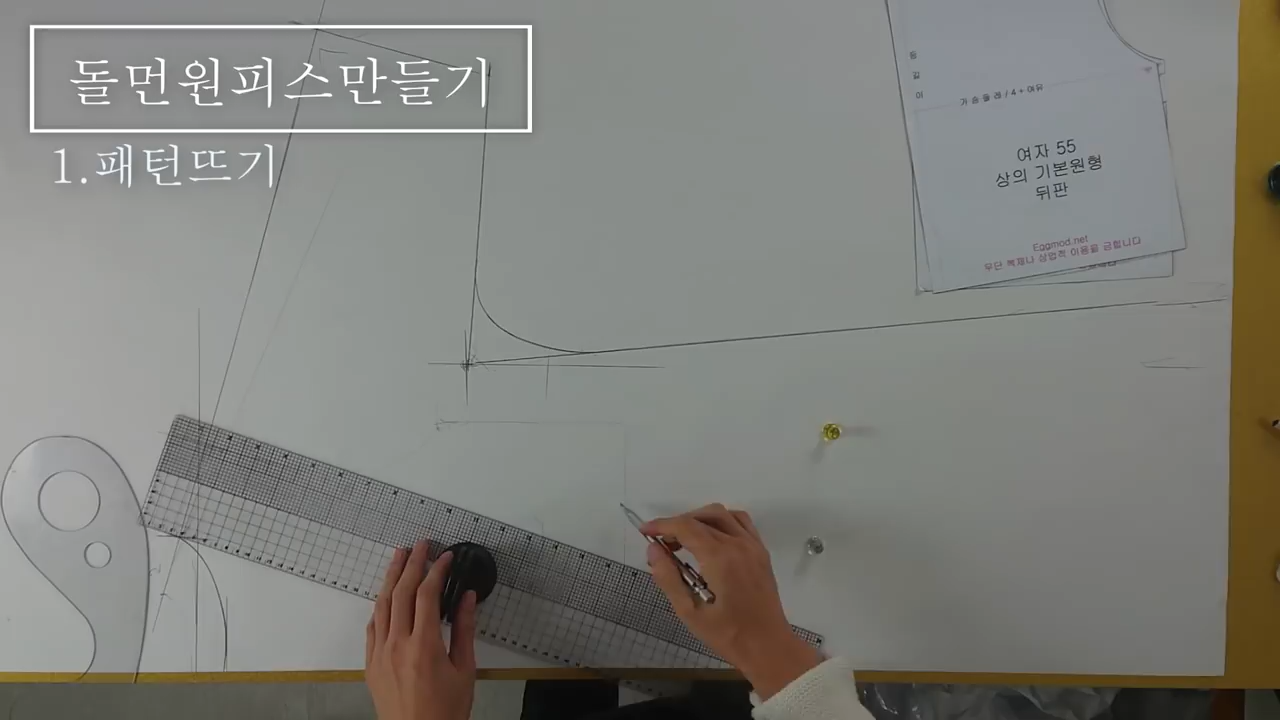 돌먼원피스만들기
1.패턴뜨기
가슴둘레/4+여유
여자 55
상의 기본원형
뒤판
Eggmod.net
무단 복제나 상업적 이용을 금합니다